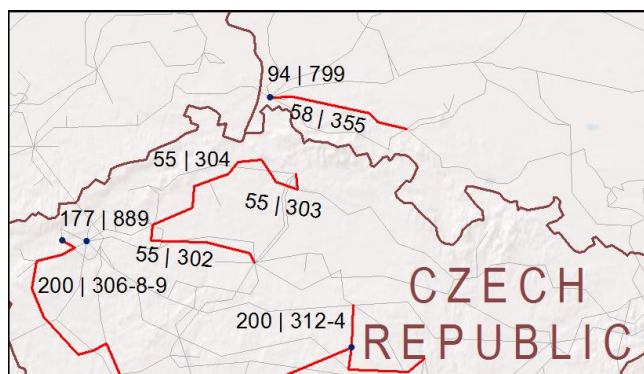 94 | 799
58 | 355
55 | 304
55 | 303
177 | 889
55 | 302
200 | 306-8-9
CZECH
200 | 312-4
REPUBLIC